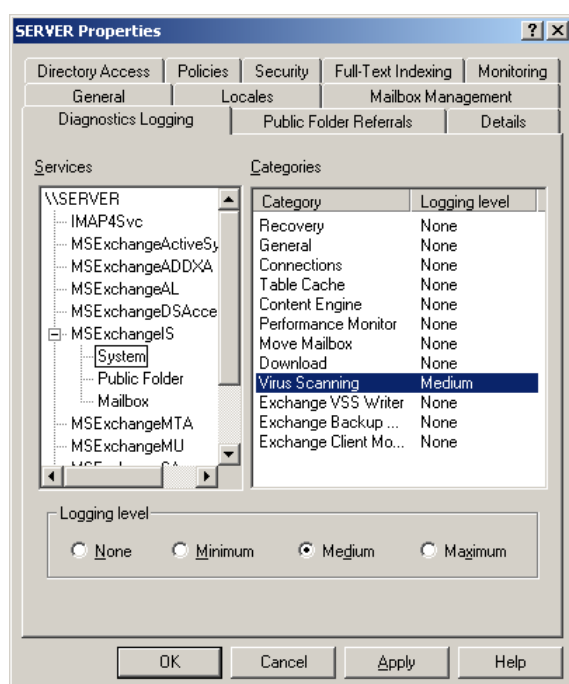 SERVER Properties
Directory Access Policies Security Full-Text Indexing Monitoring
General Locales Mailbox Management
Diagnostics Logging Public Folder Referrals Details
Services Categories
\\SERVER
IMAP4Svc
MSExchangeActiveSy
MSExchangeADDXA
MSExchangeAL
MSExchangeDSAcce
MSExchangeIS
System
Public Folder
Mailbox
MSExchangeMTA
MSExchangeMU
Category Logging level
Recovery None
General None
Connections None
Table Cache None
Content Engine None
Performance Monitor None
Move Mailbox None
Download None
Virus Scanning Medium
Exchange VSS Writer None
Exchange Backup ... None
Exchange Client Mo... None
Logging level
None Minimum Medium Maximum
OK Cancel Apply Help